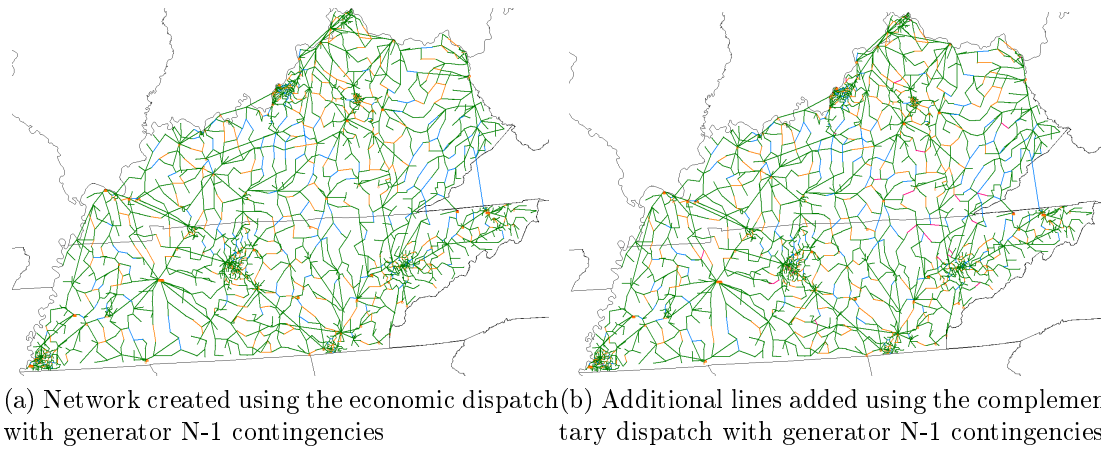 (a) Network created using the economic dispatch
with generator N-1 contingencies
(b) Additional lines added using the complemen
tary dispatch with generator N-1 contingencies